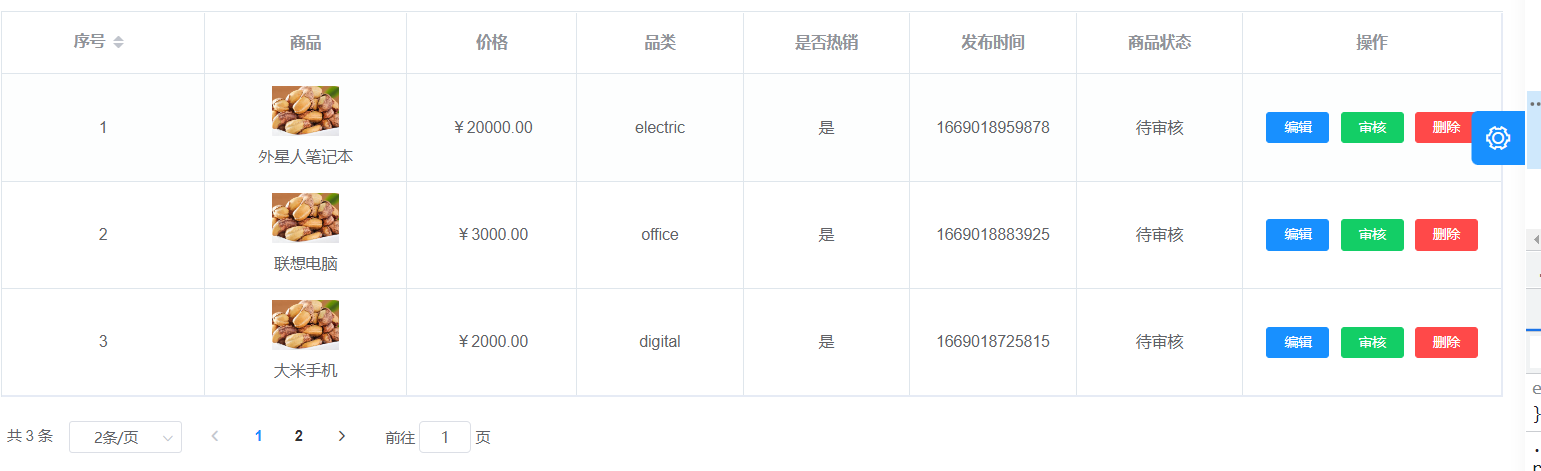 序号 商品 价格 品类 是否热销 发布时间 商品状态 操作
1 ￥20000.00 electric 是 1669018959878 待审核 编辑 审核 删除
外星人笔记本
2 ￥3000.00 office 是 1669018883925 待审核 编辑 审核 删除
联想电脑
3 ￥2000.00 digital 是 1669018725815 待审核 编辑 审核 删除
大米手机
共 3 条 2条/页 1 2 前往 1 页
e
}